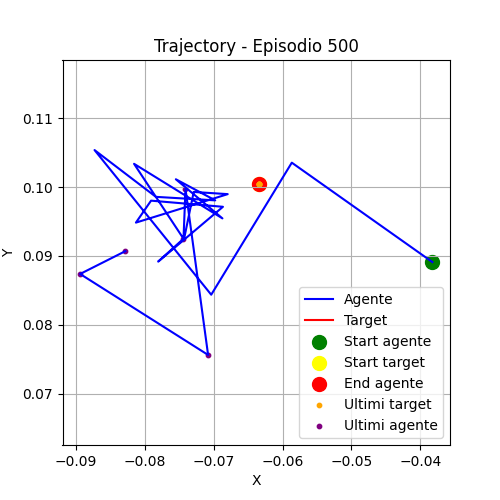 Trajectory - Episodio 500
0.11
0.10
0.09
0.08
0.07
Y
−0.09 −0.08 −0.07 −0.06 −0.05 −0.04
X
Agente
Target
Start agente
Start target
End agente
Ultimi target
Ultimi agente